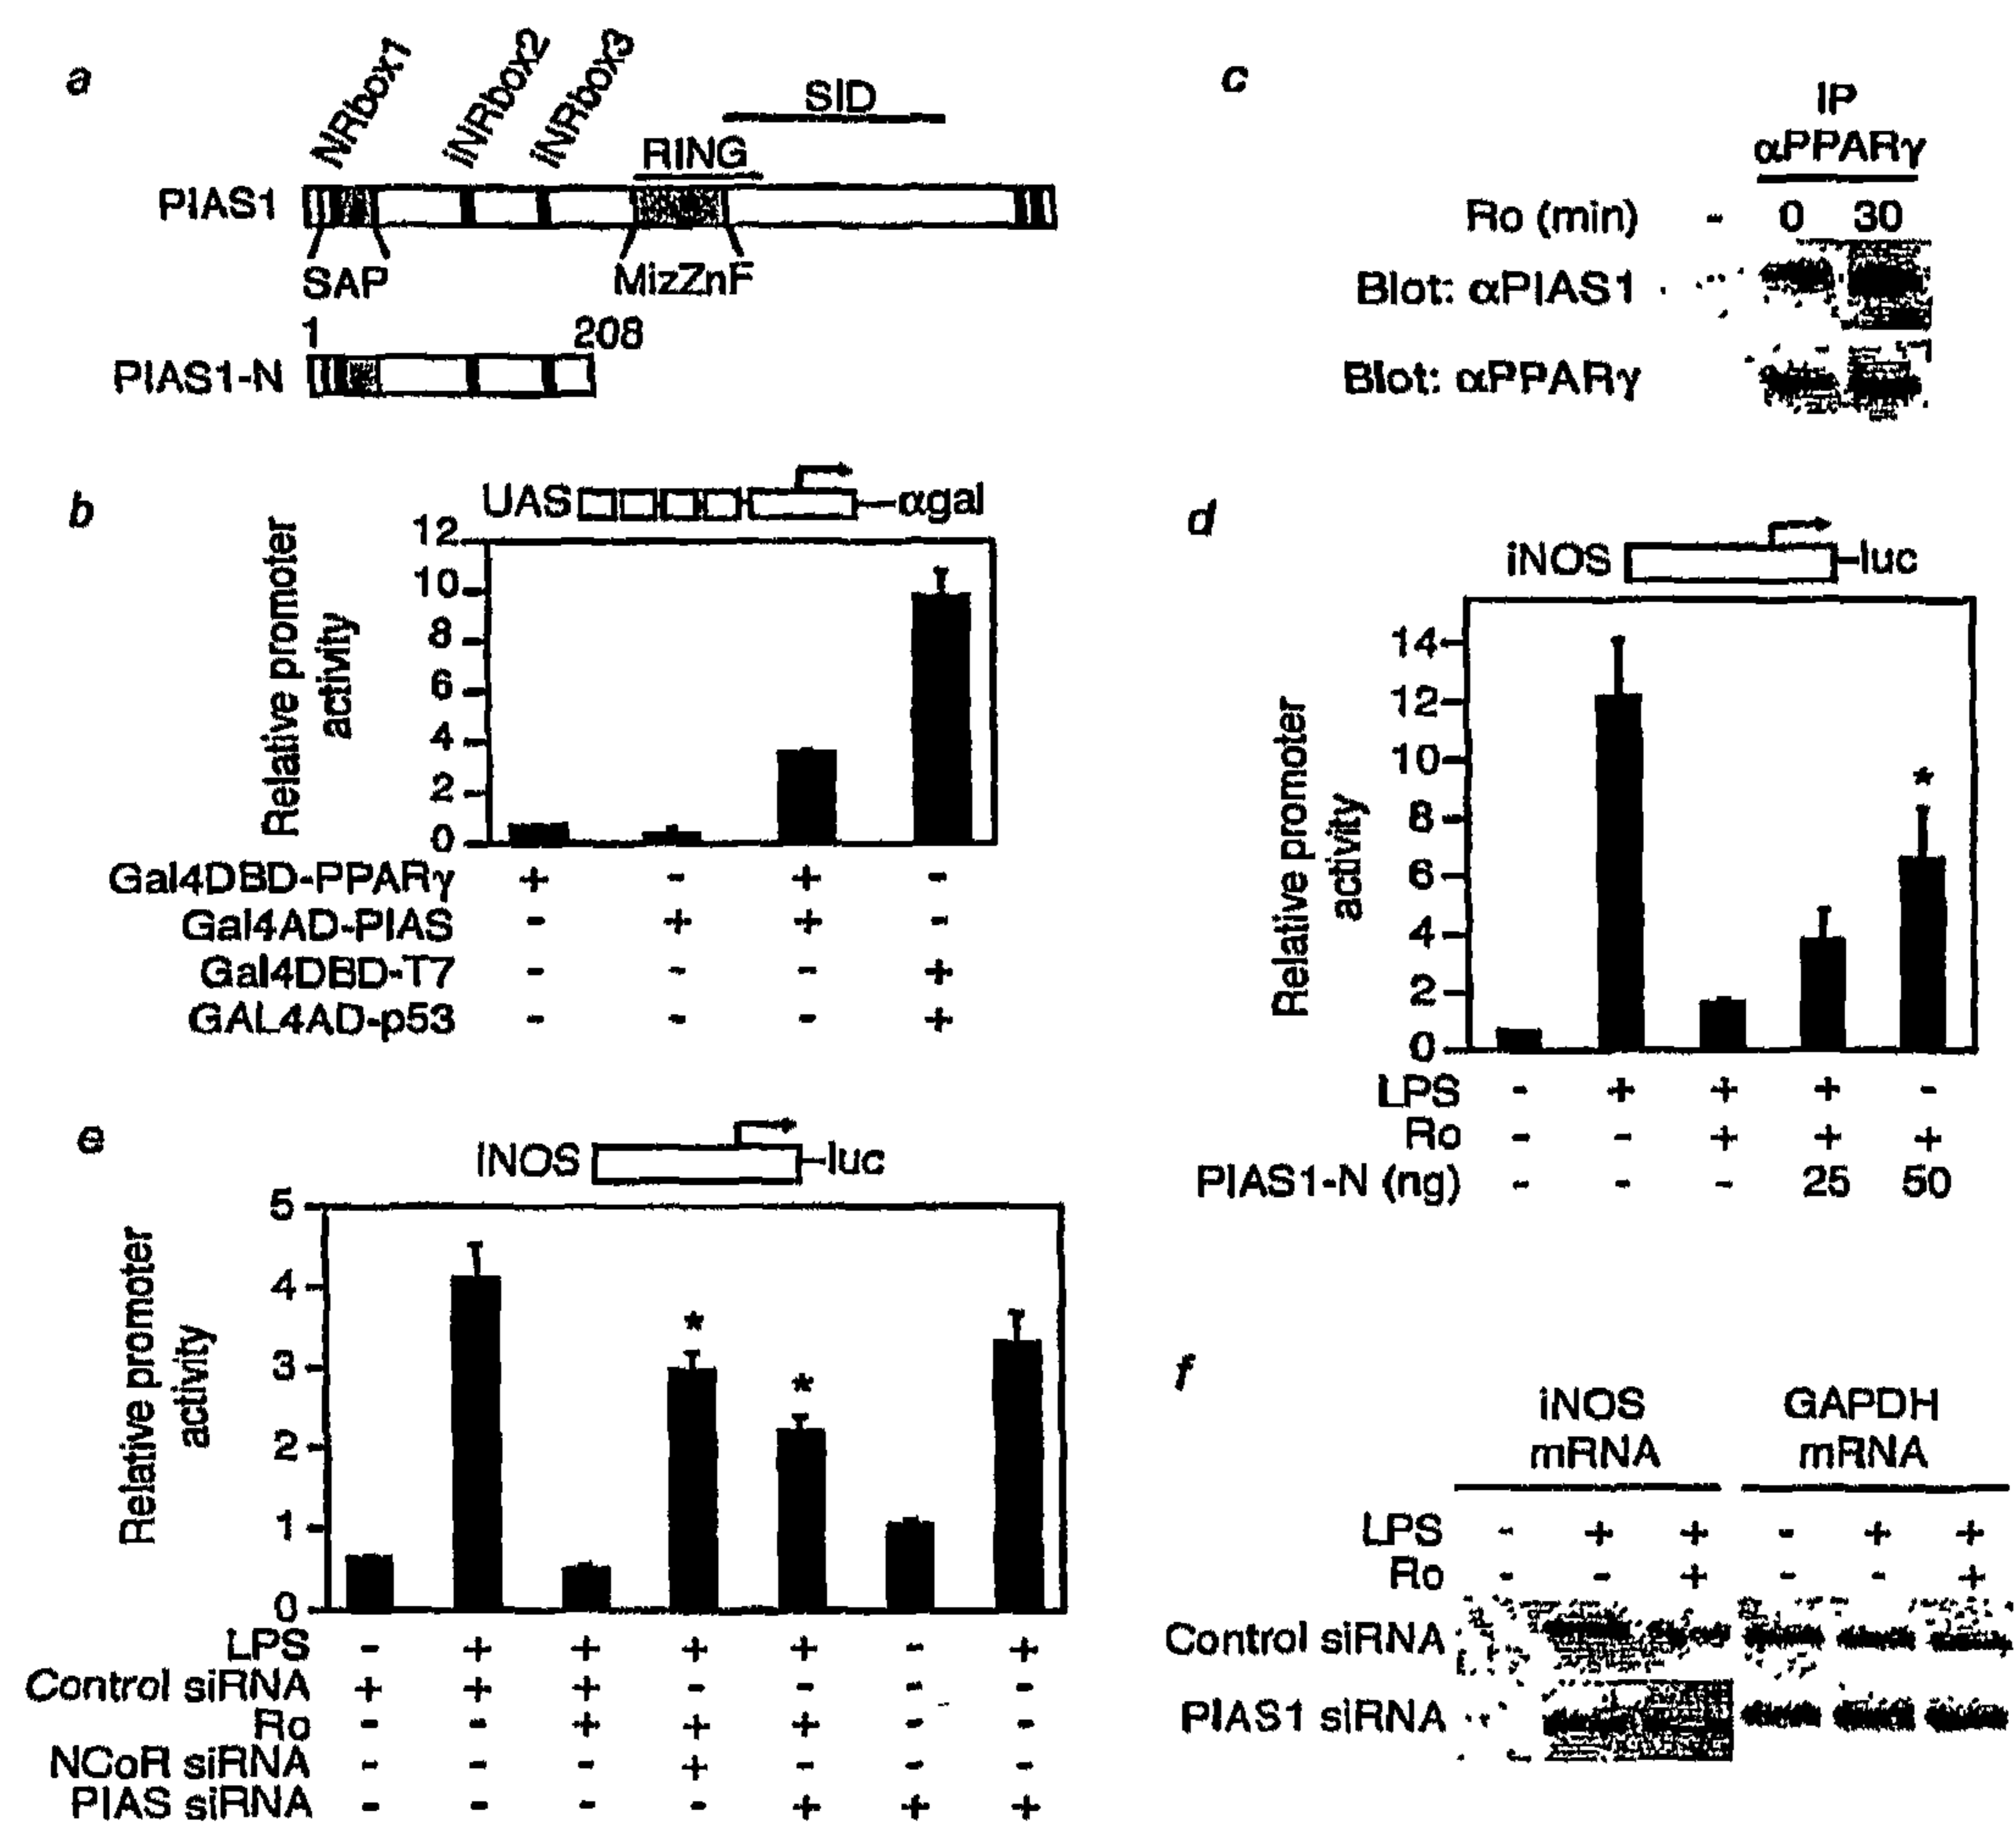 a
NRbox1 iNRbox2 iNRbox3
SID
RING
PIAS1
SAP MizZnF
1 208
PIAS1-N
b
UAS αgal
Relative promoter
activity
12
10
8
6
4
2
0
Gal4DBD-PPARγ + - + -
Gal4AD-PIAS - + + -
Gal4DBD-T7 - - - +
GAL4AD-p53 - - - +
c
IP
αPPARγ
Ro (min) - 0 30
Blot: αPIAS1
Blot: αPPARγ
d
iNOS luc
Relative promoter
activity
14
12
10
8
6
4
2
0
*
LPS - + + + -
Ro - - + + +
PIAS1-N (ng) - - - 25 50
e
iNOS luc
Relative promoter
activity
5
4
3
2
1
0
* *
LPS - + + + + - +
Control siRNA + + + - - - -
Ro - - + + + - -
NCoR siRNA - - - + - - -
PIAS siRNA - - - - + + +
f
iNOS
mRNA
GAPDH
mRNA
LPS - + + - + +
Ro - - + - - +
Control siRNA
PIAS1 siRNA